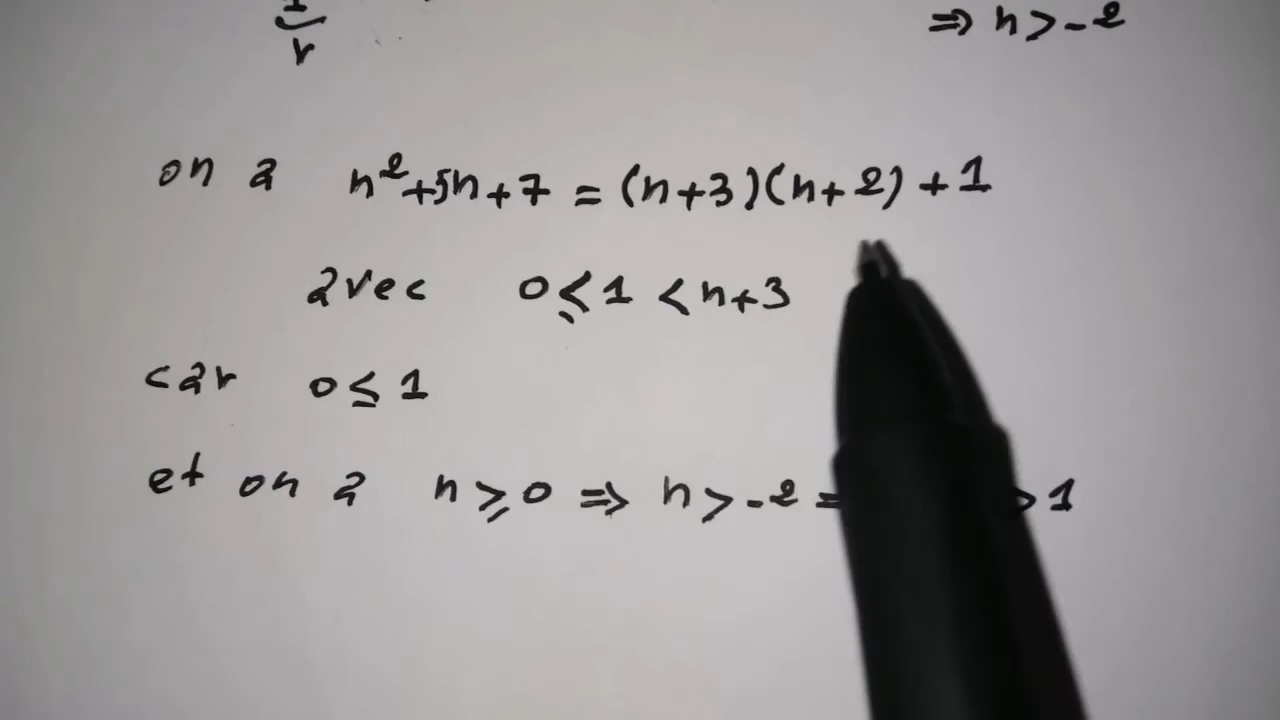 r ⇒ n > -2
on a n²+5n+7 = (n+3)(n+2)+1
avec 0 ≤ 1 < n+3
car 0 ≤ 1
et on a n ≥ 0 ⇒ n > -2 > 1